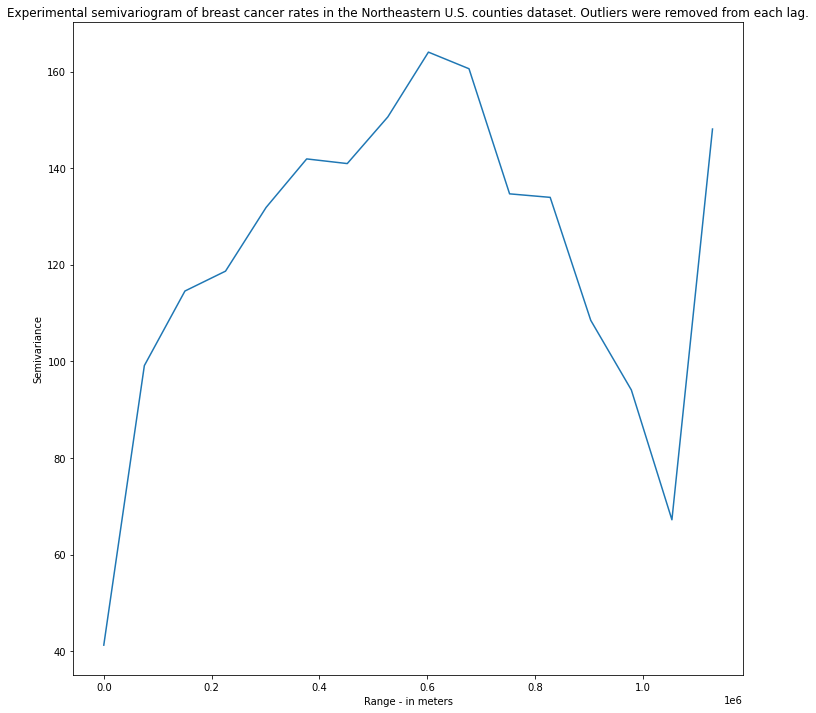 Experimental semivariogram of breast cancer rates in the Northeastern U.S. counties dataset. Outliers were removed from each lag.
160
140
120
100
80
60
40
Semivariance
0.0 0.2 0.4 0.6 0.8 1.0
1e6
Range - in meters